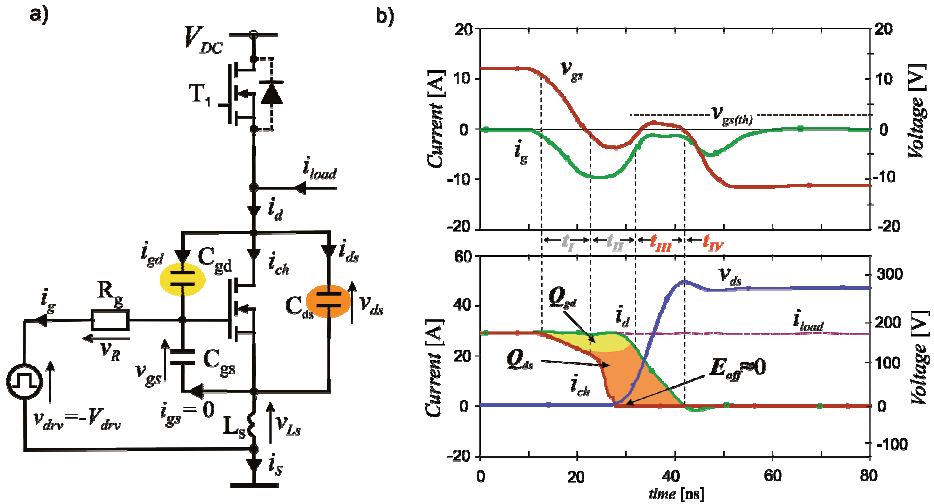 a)
V_DC
T_1
i_load
i_d
i_gd
C_gd
i_ch
i_ds
i_g
R_g
C_ds
v_ds
v_R
v_gs
C_gs
v_drv=-V_drv
i_gs = 0
L_s
v_Ls
i_s
b)
20
10
0
-10
-20
Current [A]
v_gs
v_gs(th)
i_g
20
10
0
-10
-20
Voltage [V]
t_I
t_II
t_III
t_IV
60
40
20
0
-20
Current [A]
Q_gd
i_d
v_ds
i_load
Q_ds
i_ch
E_off≈0
300
200
100
0
-100
Voltage [V]
0
20
40
60
80
time [ns]